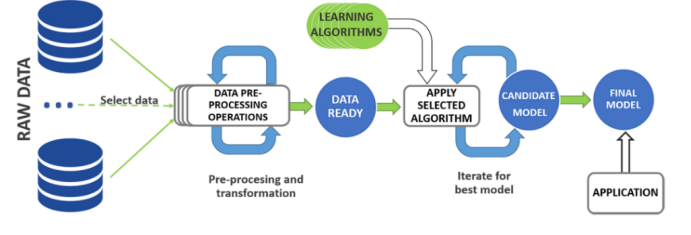 RAW DATA
Select data
DATA PRE-
PROCESSING
OPERATIONS
Pre-procesing and
transformation
DATA
READY
LEARNING
ALGORITHMS
APPLY
SELECTED
ALGORITHM
Iterate for
best model
CANDIDATE
MODEL
FINAL
MODEL
APPLICATION